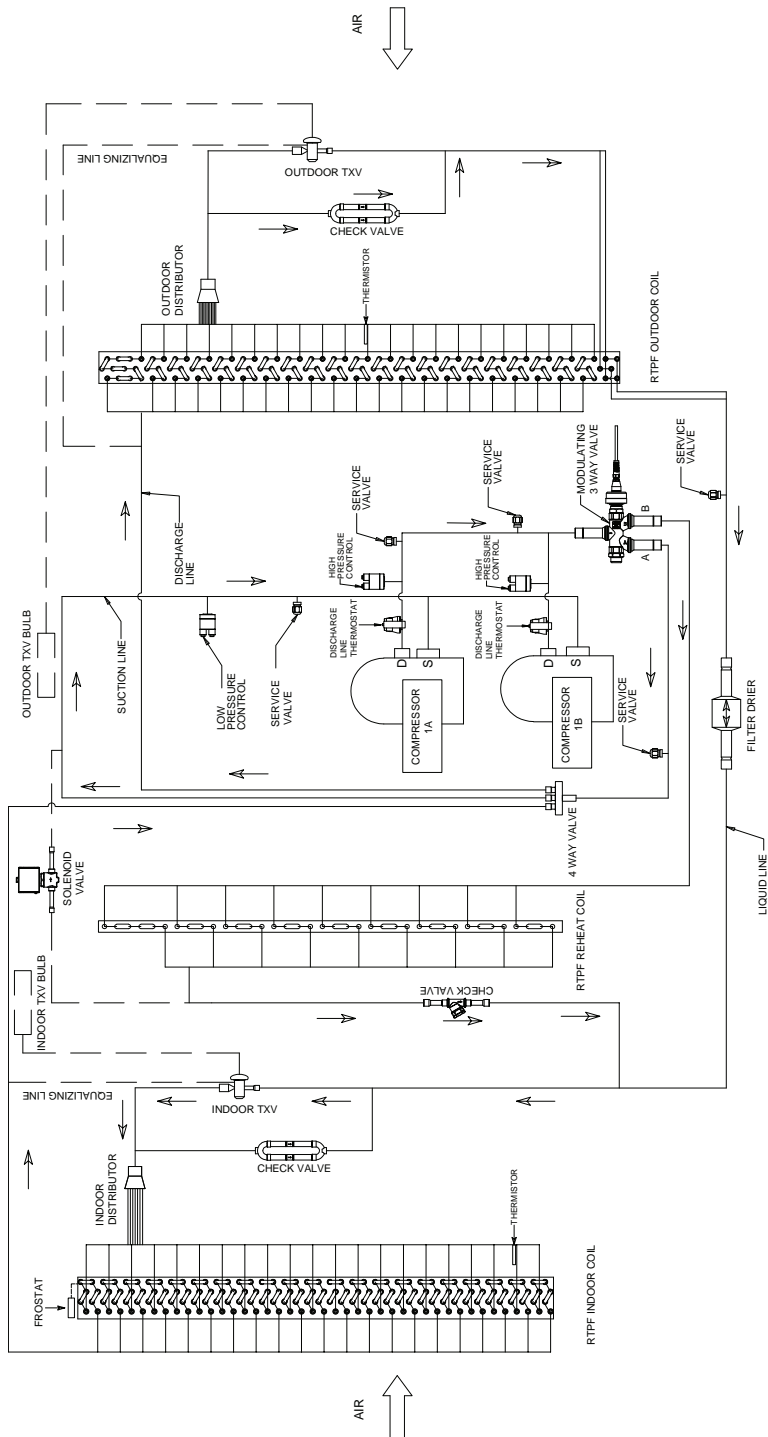 AIR
EQUALIZING LINE
OUTDOOR TXV
CHECK VALVE
OUTDOOR
DISTRIBUTOR
THERMISTOR
RTPF OUTDOOR COIL
OUTDOOR TXV BULB
SUCTION LINE
DISCHARGE
LINE
LOW
PRESSURE
CONTROL
SERVICE
VALVE
HIGH
PRESSURE
CONTROL
SERVICE
VALVE
SERVICE
VALVE
HIGH
PRESSURE
CONTROL
MODULATING
3 WAY VALVE
SERVICE
VALVE
DISCHARGE
LINE
THERMOSTAT
DISCHARGE
LINE
THERMOSTAT
D
S
D
S
COMPRESSOR
1A
COMPRESSOR
1B
A
B
SERVICE
VALVE
FILTER DRIER
4 WAY VALVE
SOLENOID
VALVE
RTPF REHEAT COIL
LIQUID LINE
INDOOR TXV BULB
CHECK VALVE
EQUALIZING LINE
INDOOR TXV
CHECK VALVE
INDOOR
DISTRIBUTOR
THERMISTOR
FROSTAT
RTPF INDOOR COIL
AIR